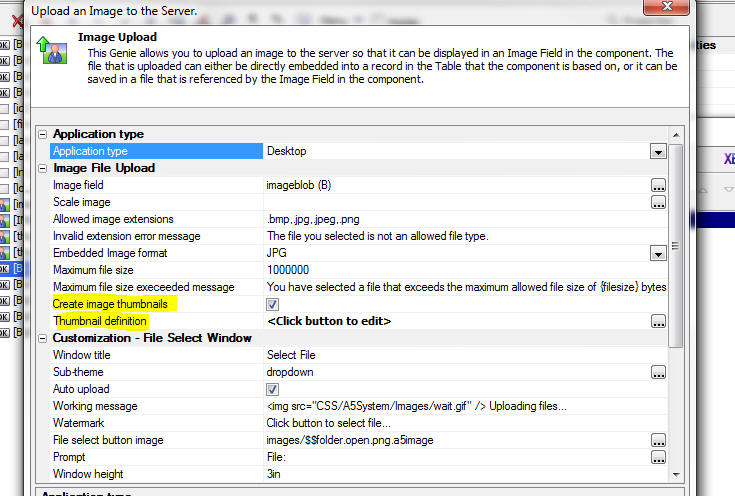 Upload an Image to the Server.
Image Upload
This Genie allows you to upload an image to the server so that it can be displayed in an Image Field in the component. The
file that is uploaded can either be directly embedded into a record in the Table that the component is based on, or it can be
saved in a file that is referenced by the Image Field in the component.
Application type
Application type Desktop
Image File Upload
Image field imageblob (B)
Scale image
Allowed image extensions .bmp,.jpg,.jpeg,.png
Invalid extension error message The file you selected is not an allowed file type.
Embedded Image format JPG
Maximum file size 1000000
Maximum file size execeeded message You have selected a file that exceeds the maximum allowed file size of {filesize} bytes
Create image thumbnails
Thumbnail definition <Click button to edit>
Customization - File Select Window
Window title Select File
Sub-theme dropdown
Auto upload
Working message <img src="CSS/A5System/Images/wait.gif" /> Uploading files...
Watermark Click button to select file...
File select button image images/$$folder.open.png.a5image
Prompt File:
Window height 3in